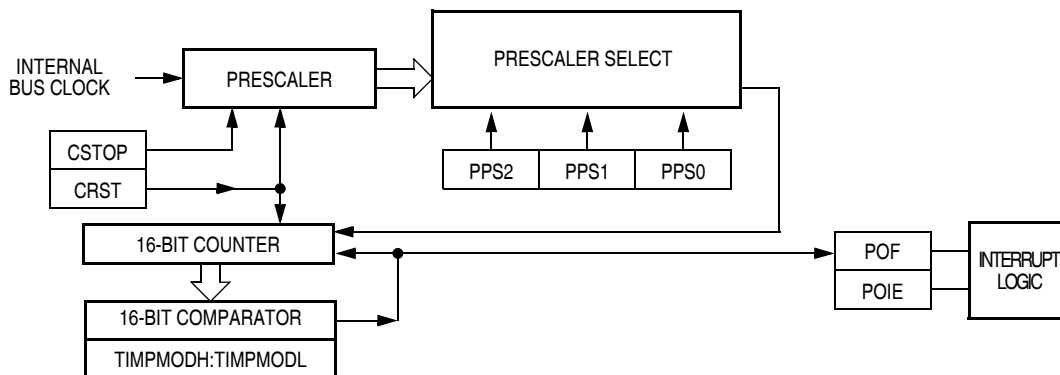 INTERNAL
BUS CLOCK
PRESCALER
PRESCALER SELECT
CSTOP
CRST
PPS2
PPS1
PPS0
16-BIT COUNTER
16-BIT COMPARATOR
TIMPMODH:TIMPMODL
POF
POIE
INTERRUPT
LOGIC